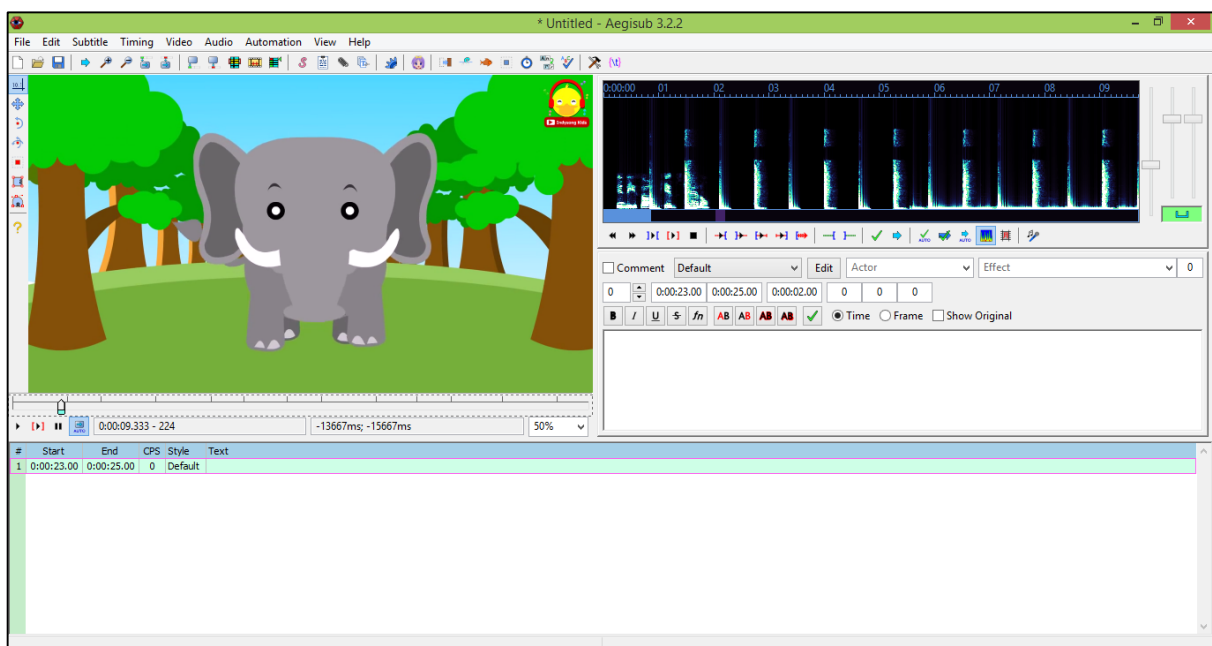 * Untitled - Aegisub 3.2.2
File Edit Subtitle Timing Video Audio Automation View Help
0:00:00 01 02 03 04 05 06 07 08 09
Comment Default Edit Actor Effect 0
0 0:00:23.00 0:00:25.00 0:00:02.00 0 0 0
B I U S fn AB AB AB AB Time Frame Show Original
0:00:09.333 - 224 -13667ms; -15667ms 50%
# Start End CPS Style Text
1 0:00:23.00 0:00:25.00 0 Default